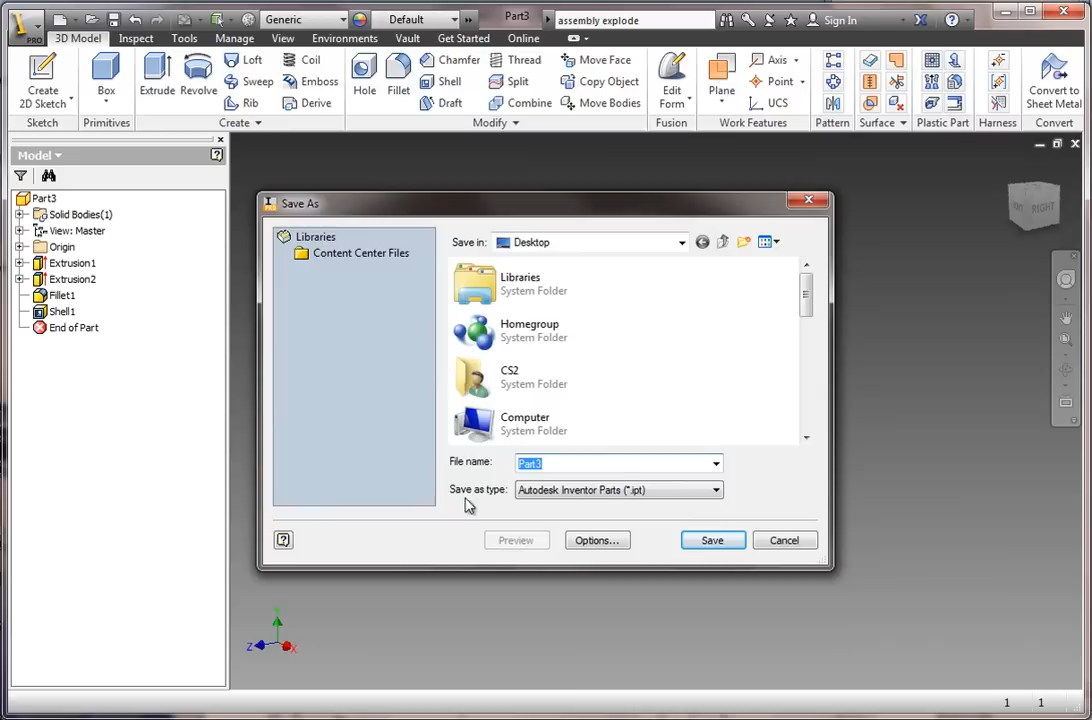 PRO
Generic
Default
Part3
assembly explode
Sign In
3D Model
Inspect
Tools
Manage
View
Environments
Vault
Get Started
Online
Create
2D Sketch
Box
Extrude
Revolve
Loft
Sweep
Rib
Coil
Emboss
Derive
Hole
Fillet
Chamfer
Shell
Draft
Thread
Split
Combine
Move Face
Copy Object
Move Bodies
Edit
Form
Plane
Axis
Point
UCS
Convert to
Sheet Metal
Sketch
Primitives
Create
Modify
Fusion
Work Features
Pattern
Surface
Plastic Part
Harness
Convert
Model
Part3
Solid Bodies(1)
View: Master
Origin
Extrusion1
Extrusion2
Fillet1
Shell1
End of Part
RIGHT
Save As
Libraries
Content Center Files
Save in:
Desktop
Libraries
System Folder
Homegroup
System Folder
CS2
System Folder
Computer
System Folder
File name:
Part3
Save as type:
Autodesk Inventor Parts (*.ipt)
Preview
Options...
Save
Cancel
Y
Z
X
1
1